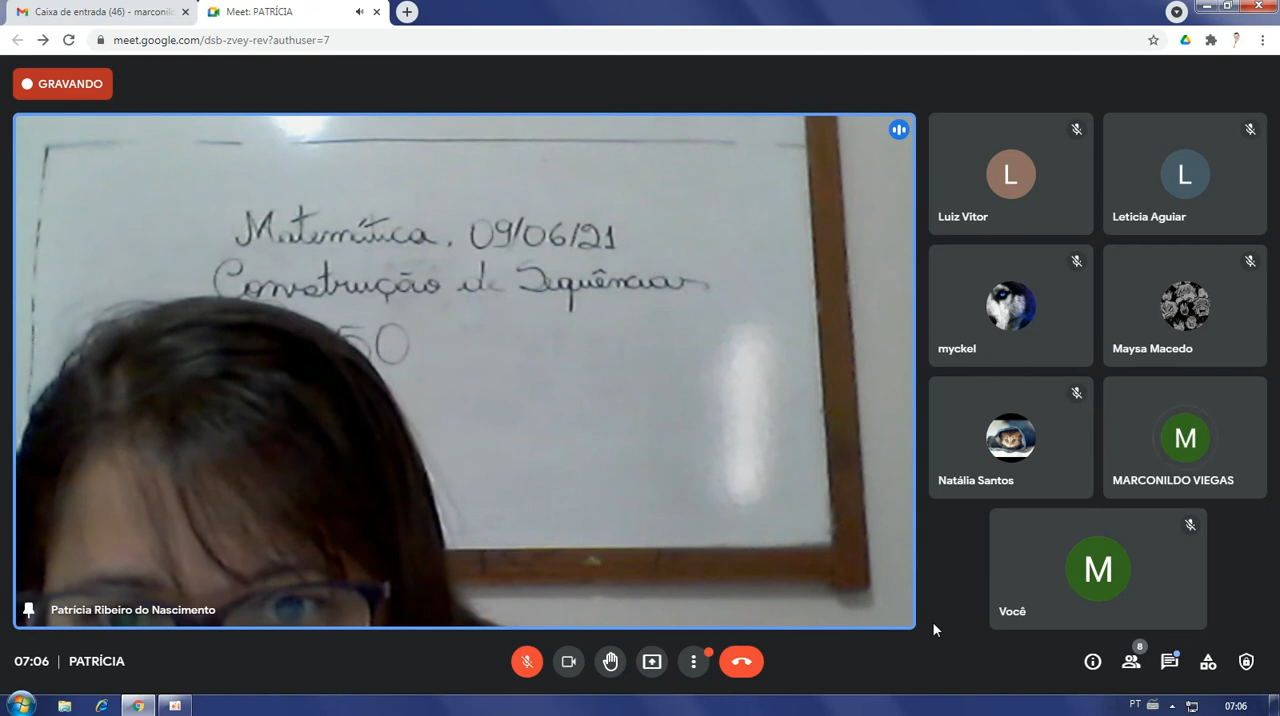 Caixa de entrada (46) - marconil
Meet: PATRÍCIA
meet.google.com/dsb-zvey-rev?authuser=7
GRAVANDO
Matemática, 09/06/21
Construção de Sequências
50
Patrícia Ribeiro do Nascimento
L
Luiz Vitor
L
Leticia Aguiar
myckel
Maysa Macedo
Natália Santos
M
MARCONILDO VIEGAS
M
Você
07:06 | PATRÍCIA
8
PT
07:06